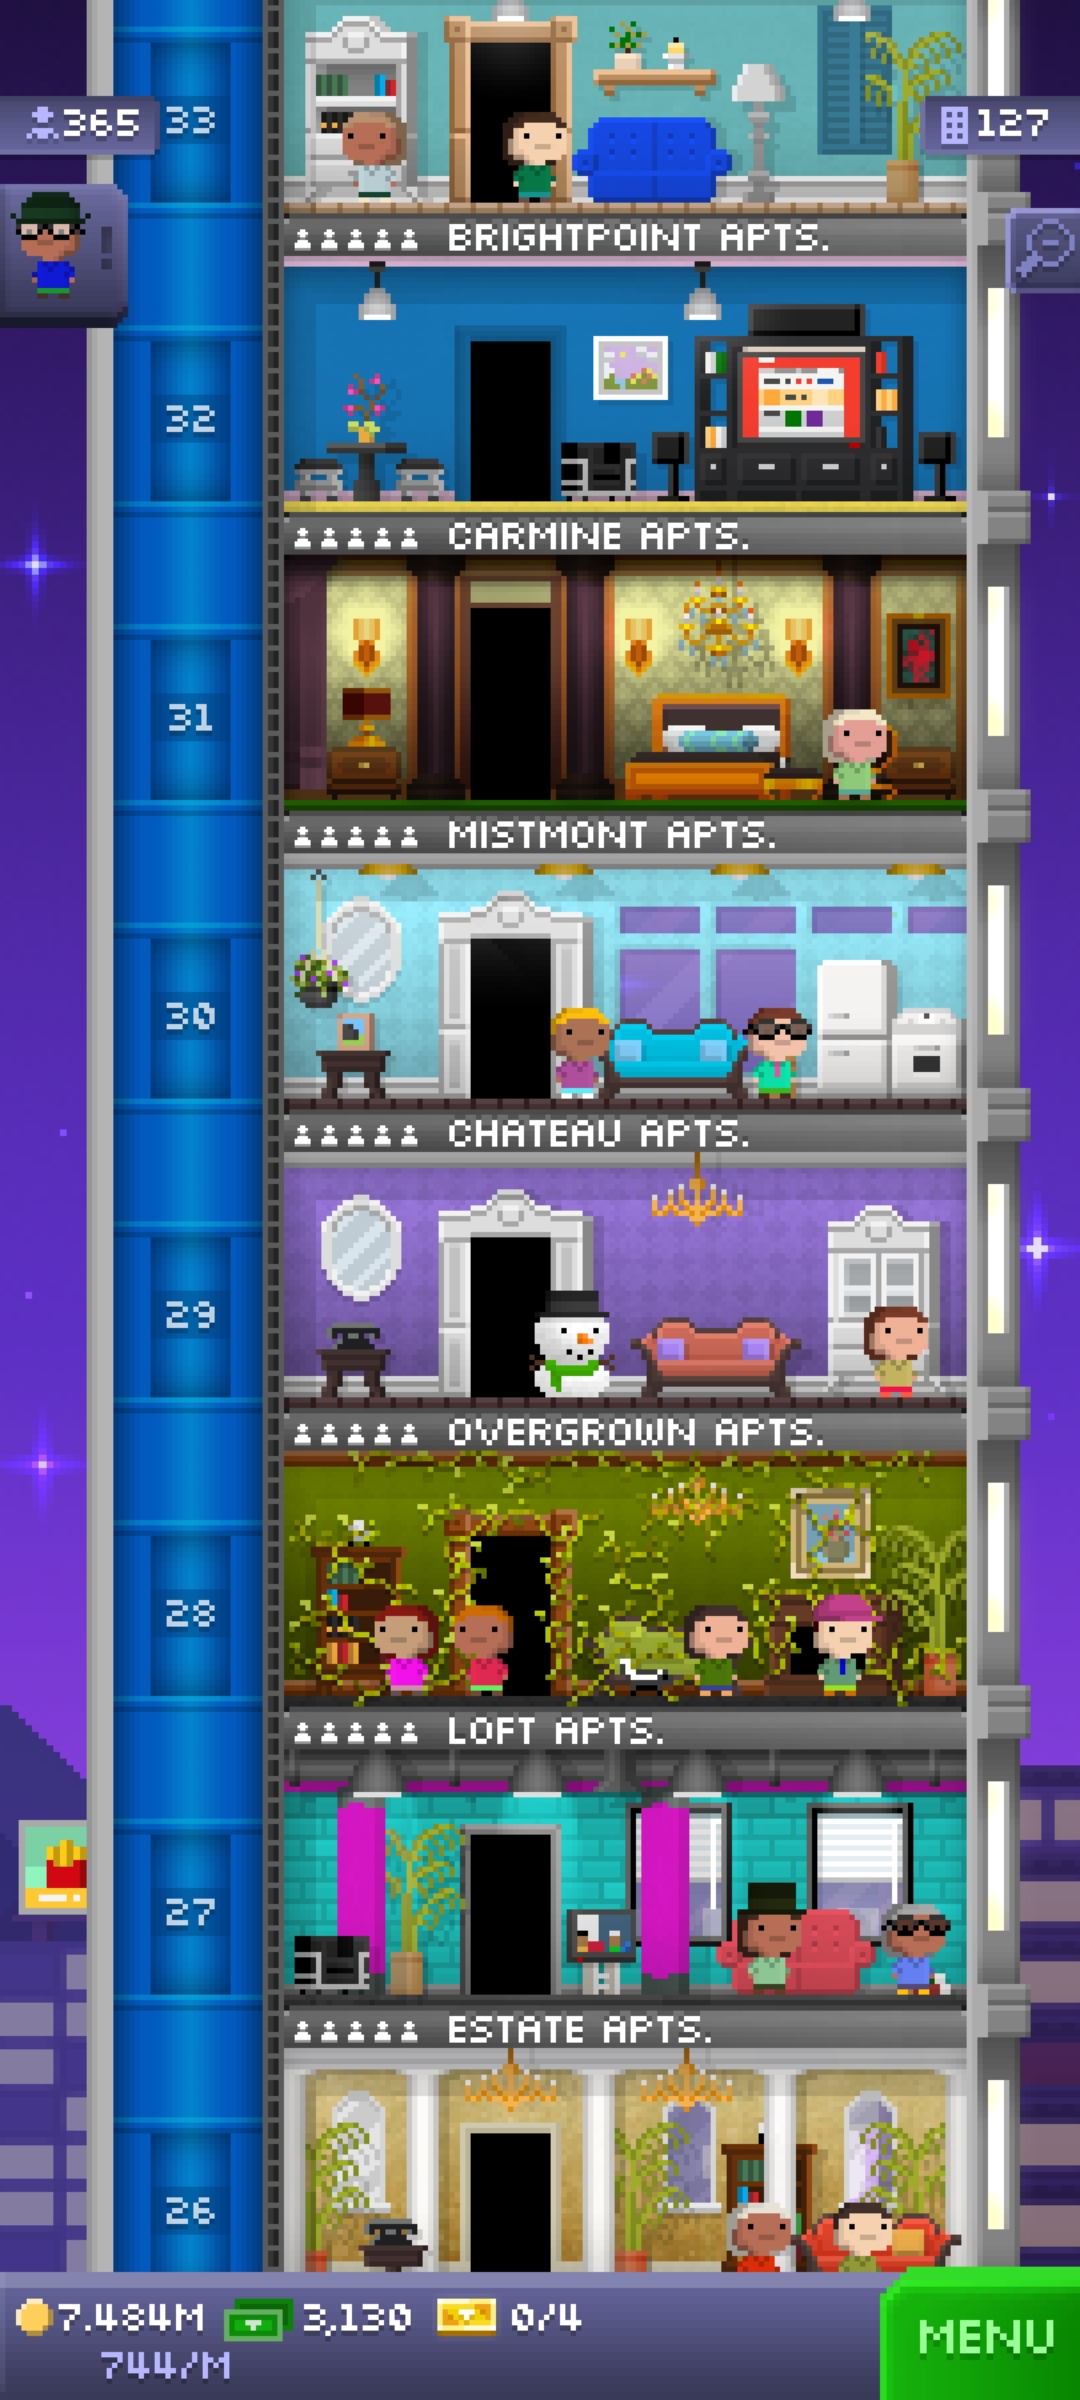 365
33
127
BRIGHTPOINT APTS.
32
CARMINE APTS.
31
MISTMONT APTS.
30
CHATEAU APTS.
29
OVERGROWN APTS.
28
LOFT APTS.
27
ESTATE APTS.
26
7.484M 3,130 0/4
744/M
MENU